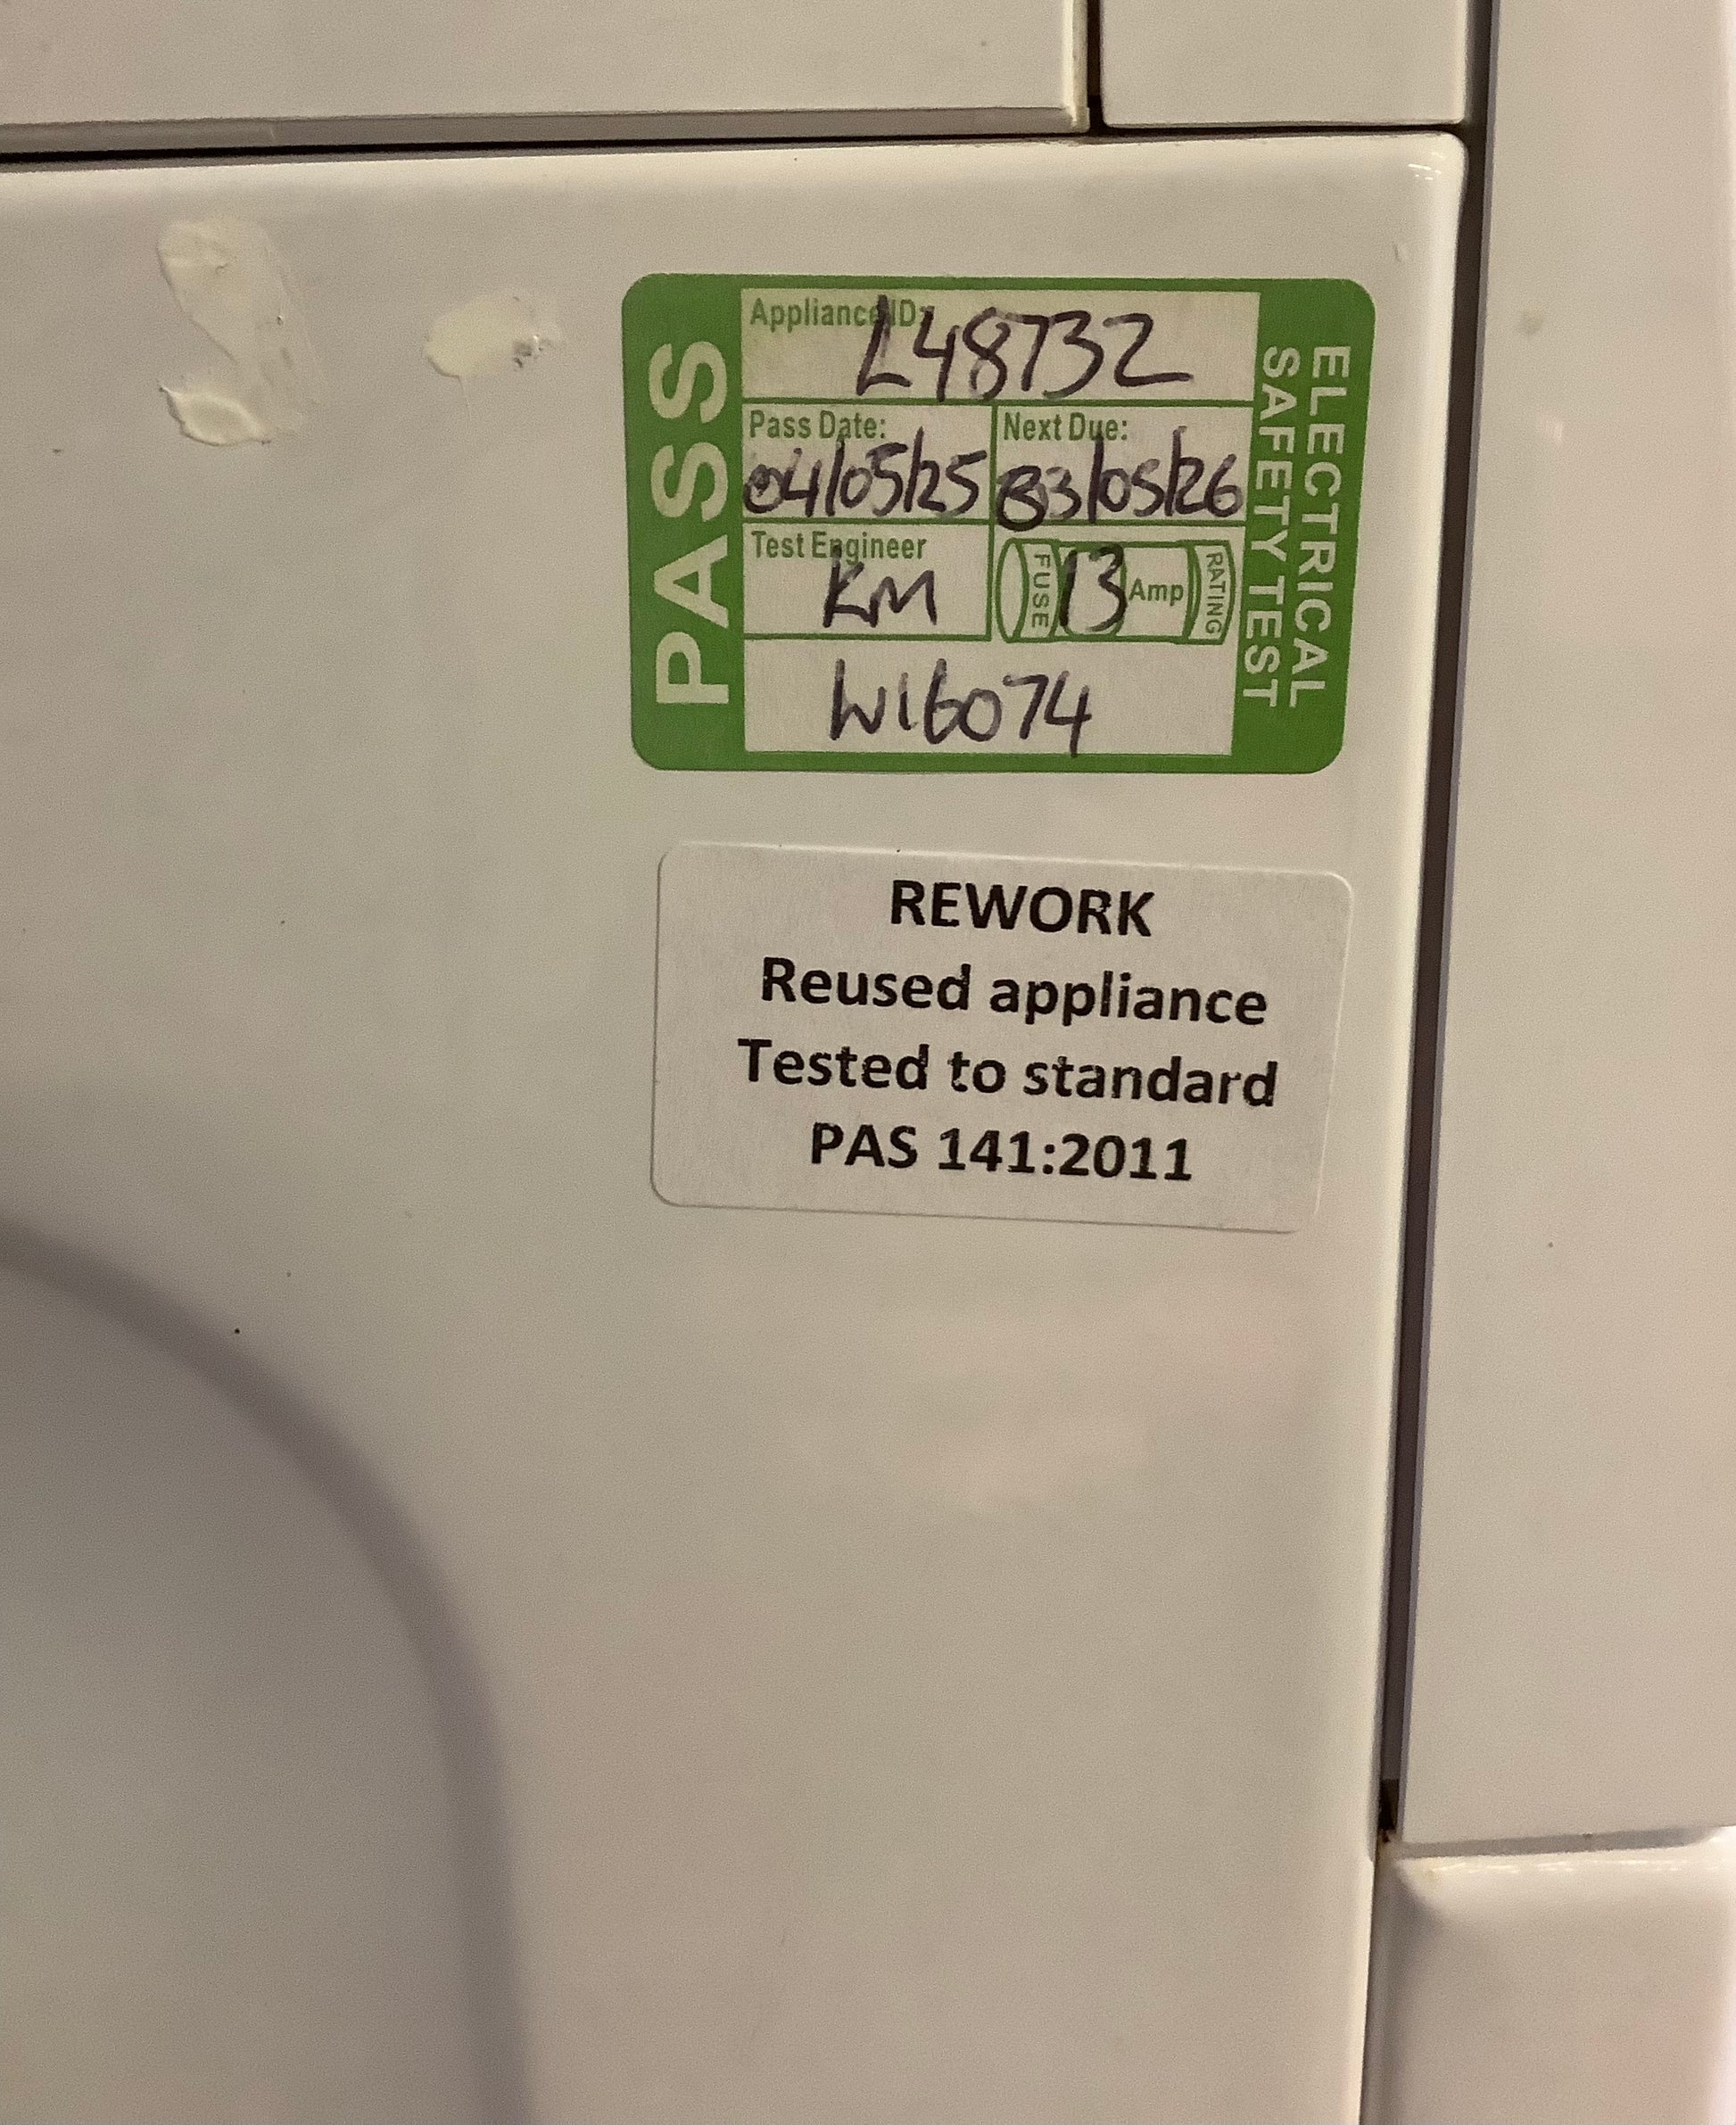 PASS
Appliance ID:
L48732
Pass Date:
04/05/25
Next Due:
03/05/26
Test Engineer
KM
FUSE 13 Amp RATING
W16074
ELECTRICAL
SAFETY TEST
REWORK
Reused appliance
Tested to standard
PAS 141:2011